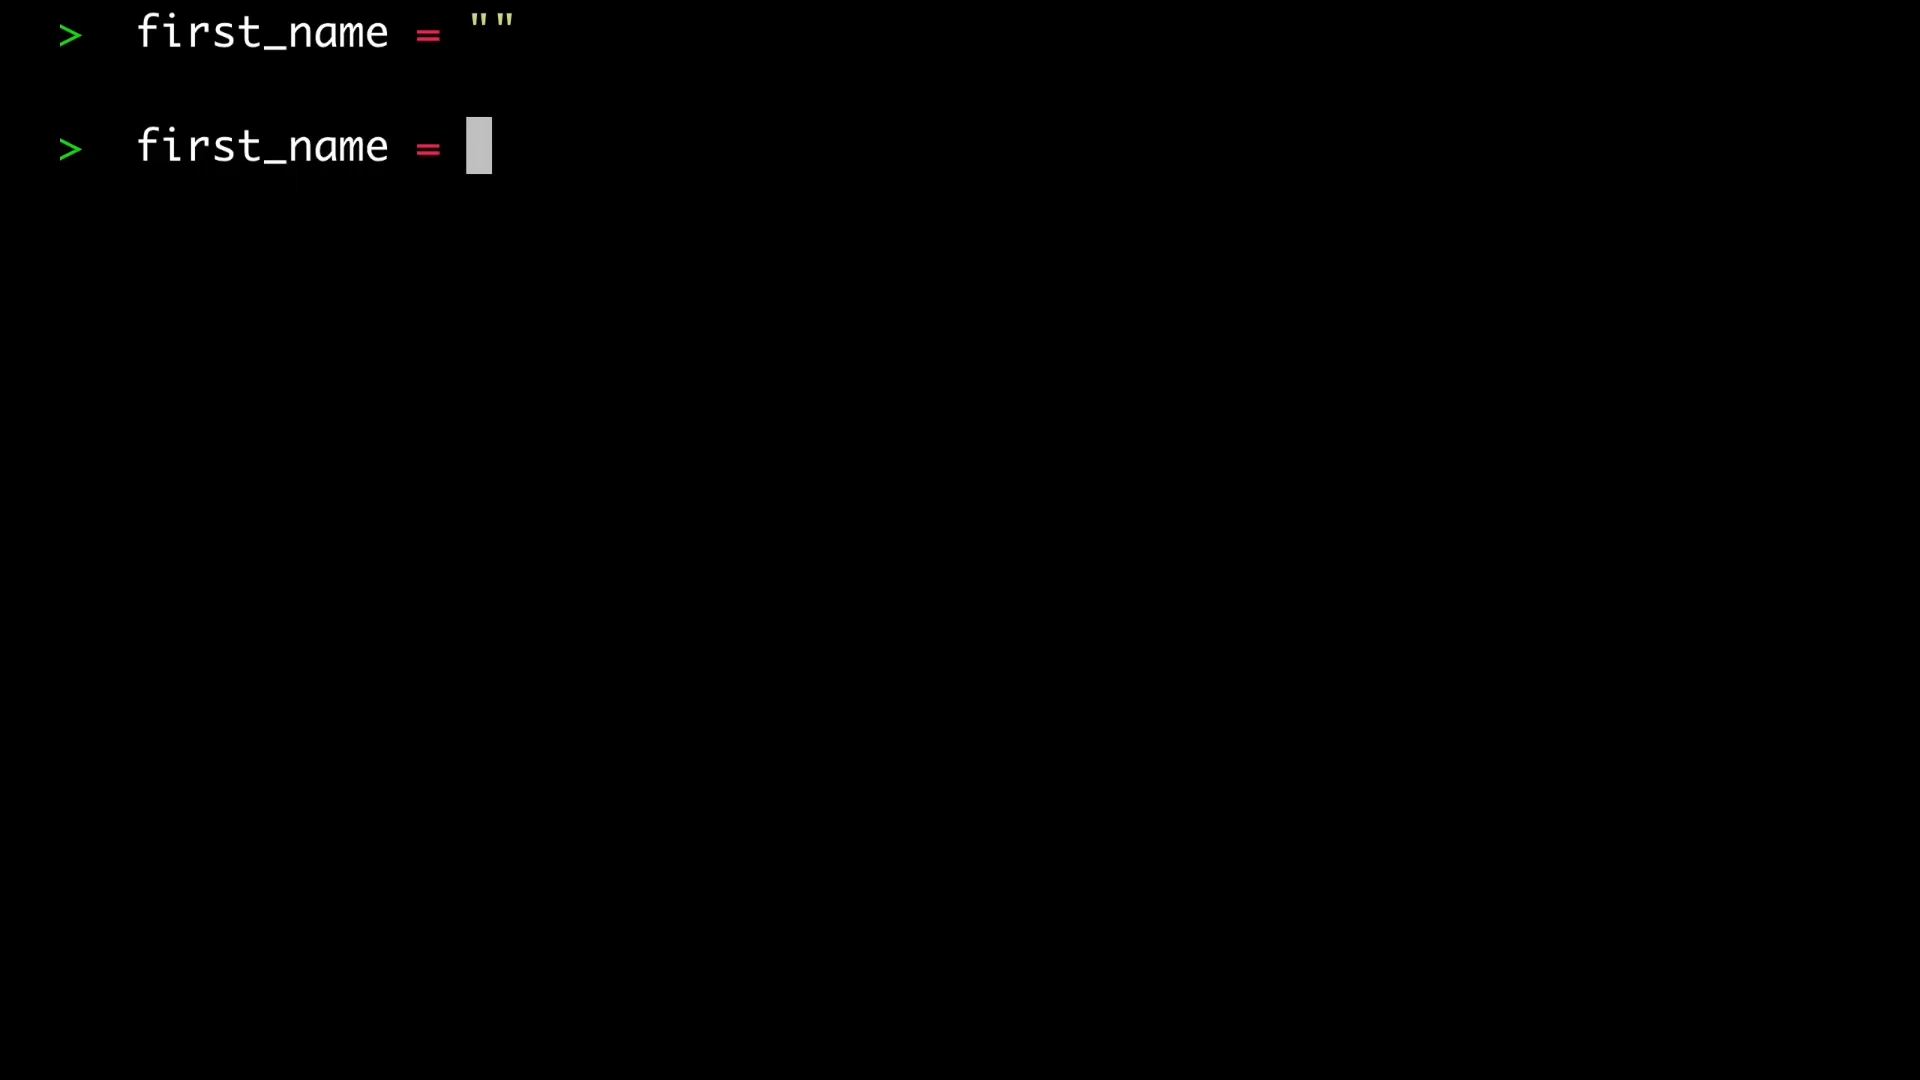 > first_name = ""
> first_name =